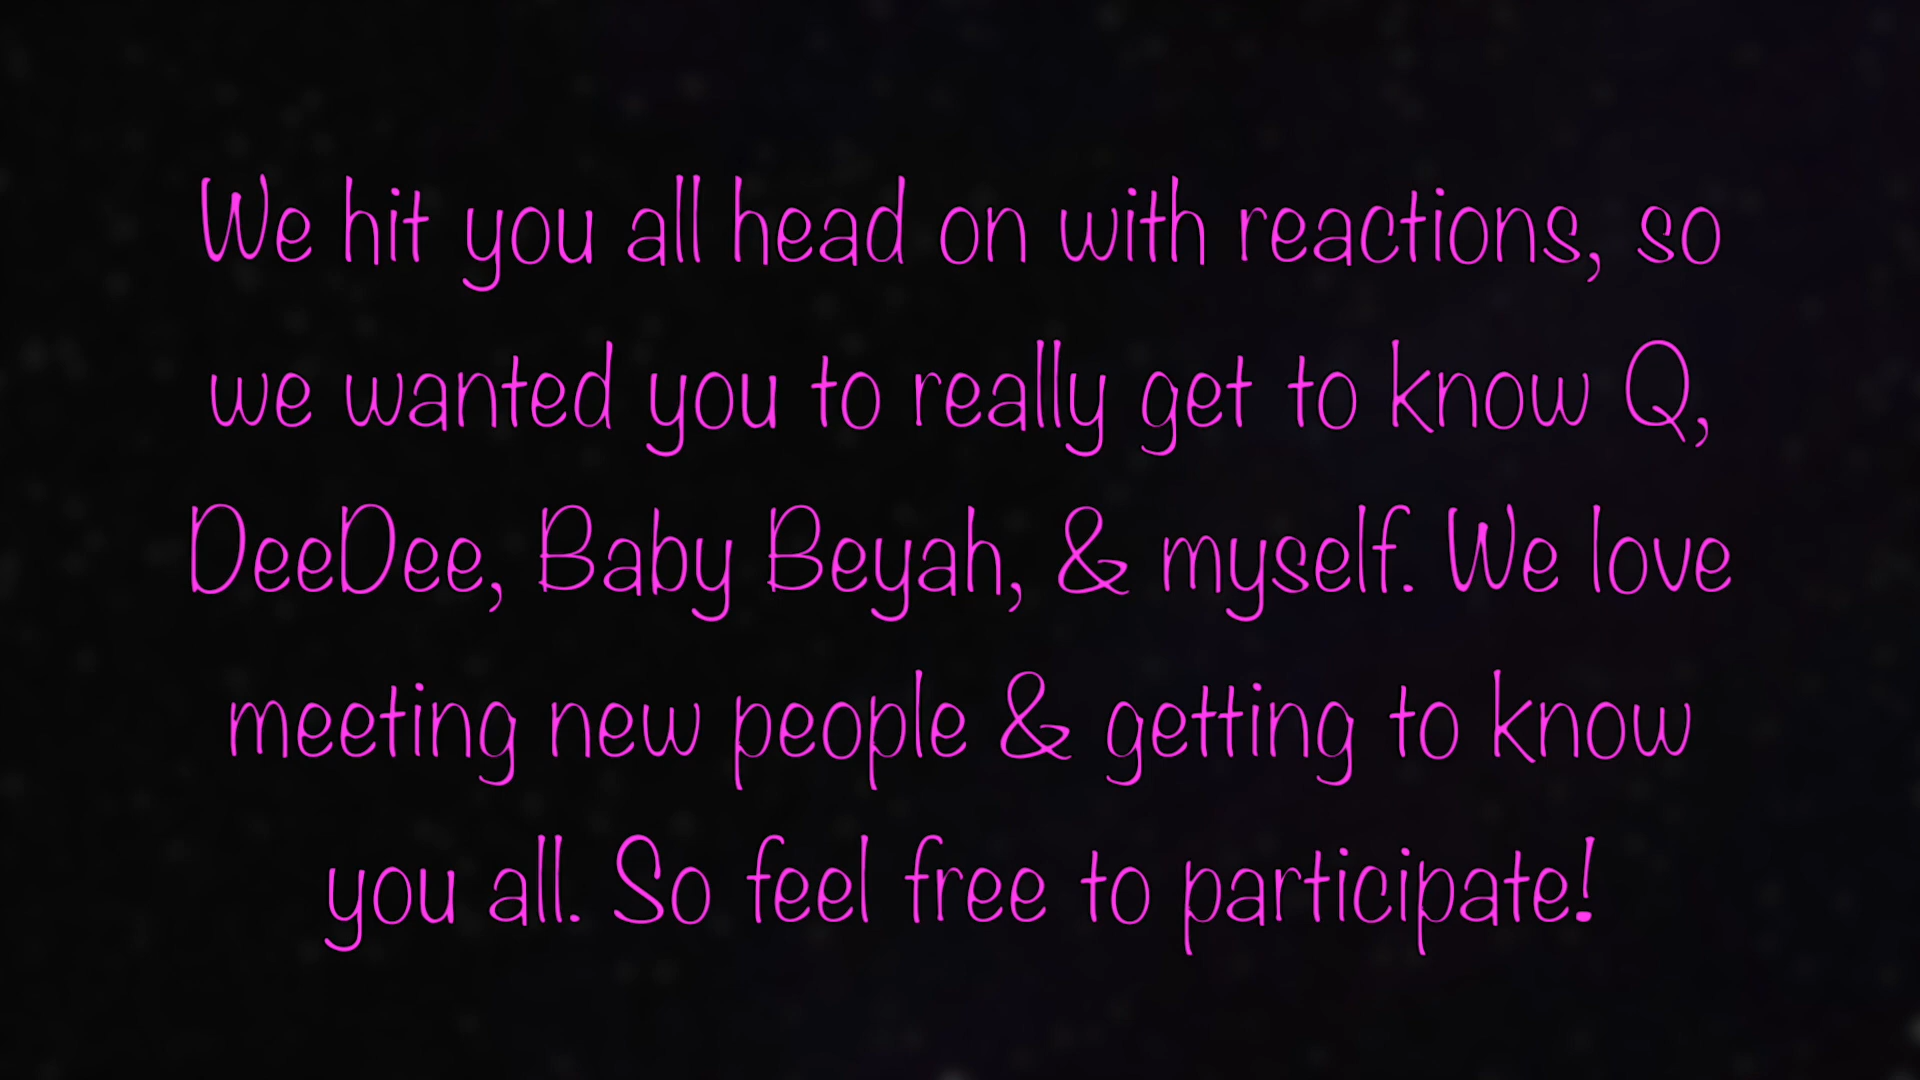 We hit you all head on with reactions, so
we wanted you to really get to know Q,
DeeDee, Baby Beyah, & myself. We love
meeting new people & getting to know
you all. So feel free to participate!